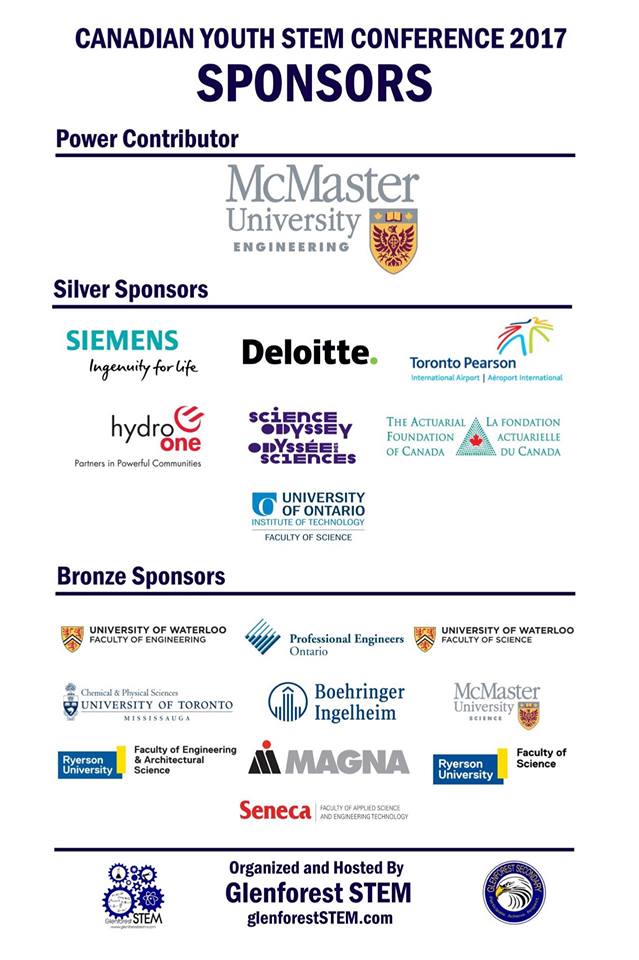 CANADIAN YOUTH STEM CONFERENCE 2017
SPONSORS
Power Contributor
McMaster
University
ENGINEERING
Silver Sponsors
SIEMENS
Ingenuity for life
Deloitte.
Toronto Pearson
International Airport | Aéroport International
hydro
one
Partners in Powerful Communities
SCIENCE
ODYSSEY
ODYSSÉE DES
SCIENCES
THE ACTUARIAL
FOUNDATION
OF CANADA
LA FONDATION
ACTUARIELLE
DU CANADA
UNIVERSITY
OF ONTARIO
INSTITUTE OF TECHNOLOGY
FACULTY OF SCIENCE
Bronze Sponsors
UNIVERSITY OF WATERLOO
FACULTY OF ENGINEERING
Professional Engineers
Ontario
UNIVERSITY OF WATERLOO
FACULTY OF SCIENCE
Chemical & Physical Sciences
UNIVERSITY OF TORONTO
MISSISSAUGA
Boehringer
Ingelheim
McMaster
University
SCIENCE
Ryerson
University
Faculty of Engineering
& Architectural
Science
MAGNA
Ryerson
University
Faculty of
Science
Seneca
FACULTY OF APPLIED SCIENCE
AND ENGINEERING TECHNOLOGY
Glenforest STEM
www.glenforeststem.com
Organized and Hosted By
Glenforest STEM
glenforestSTEM.com
GLENFOREST SECONDARY